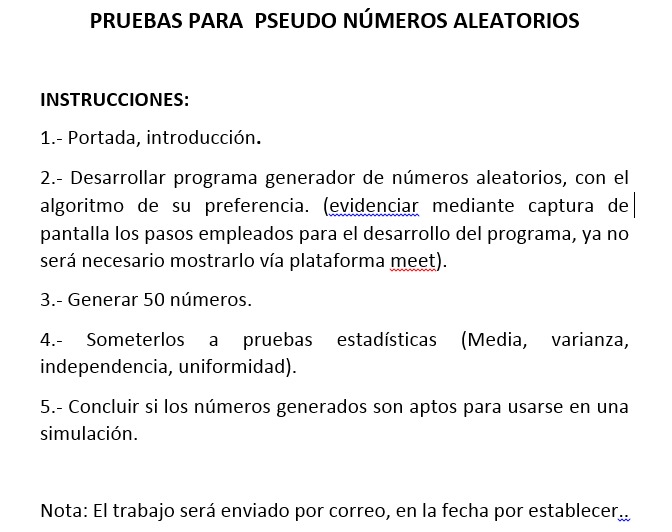 PRUEBAS PARA  PSEUDO NÚMEROS ALEATORIOS
INSTRUCCIONES:
1.- Portada, introducción.
2.- Desarrollar programa generador de números aleatorios, con el
algoritmo de su preferencia. (evidenciar mediante captura de
pantalla los pasos empleados para el desarrollo del programa, ya no
será necesario mostrarlo vía plataforma meet).
3.- Generar 50 números.
4.- Someterlos a pruebas estadísticas (Media, varianza,
independencia, uniformidad).
5.- Concluir si los números generados son aptos para usarse en una
simulación.
Nota: El trabajo será enviado por correo, en la fecha por establecer..